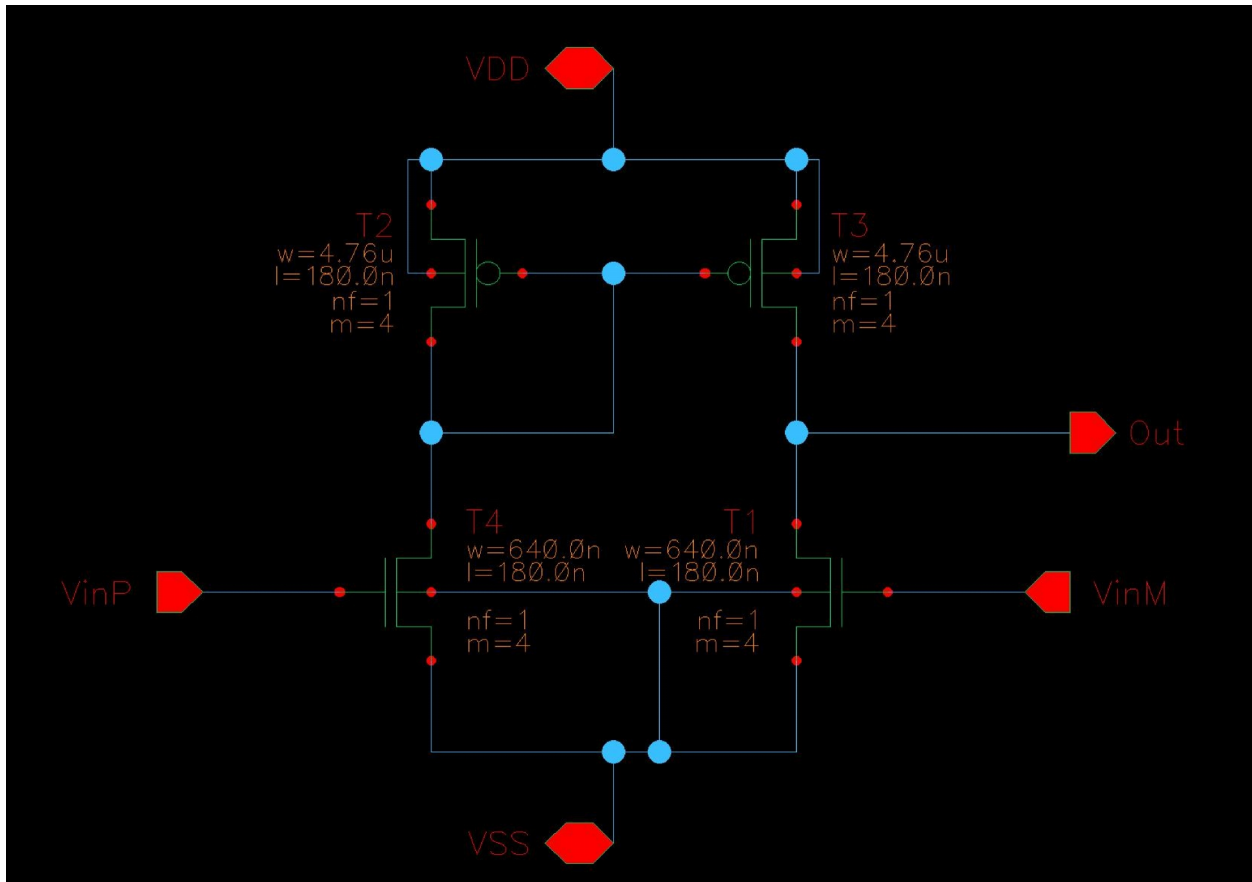 VDD
T2
w=4.76u
l=180.0n
nf=1
m=4
T3
w=4.76u
l=180.0n
nf=1
m=4
Out
T4
w=640.0n
l=180.0n
nf=1
m=4
T1
w=640.0n
l=180.0n
nf=1
m=4
VinP
VinM
VSS